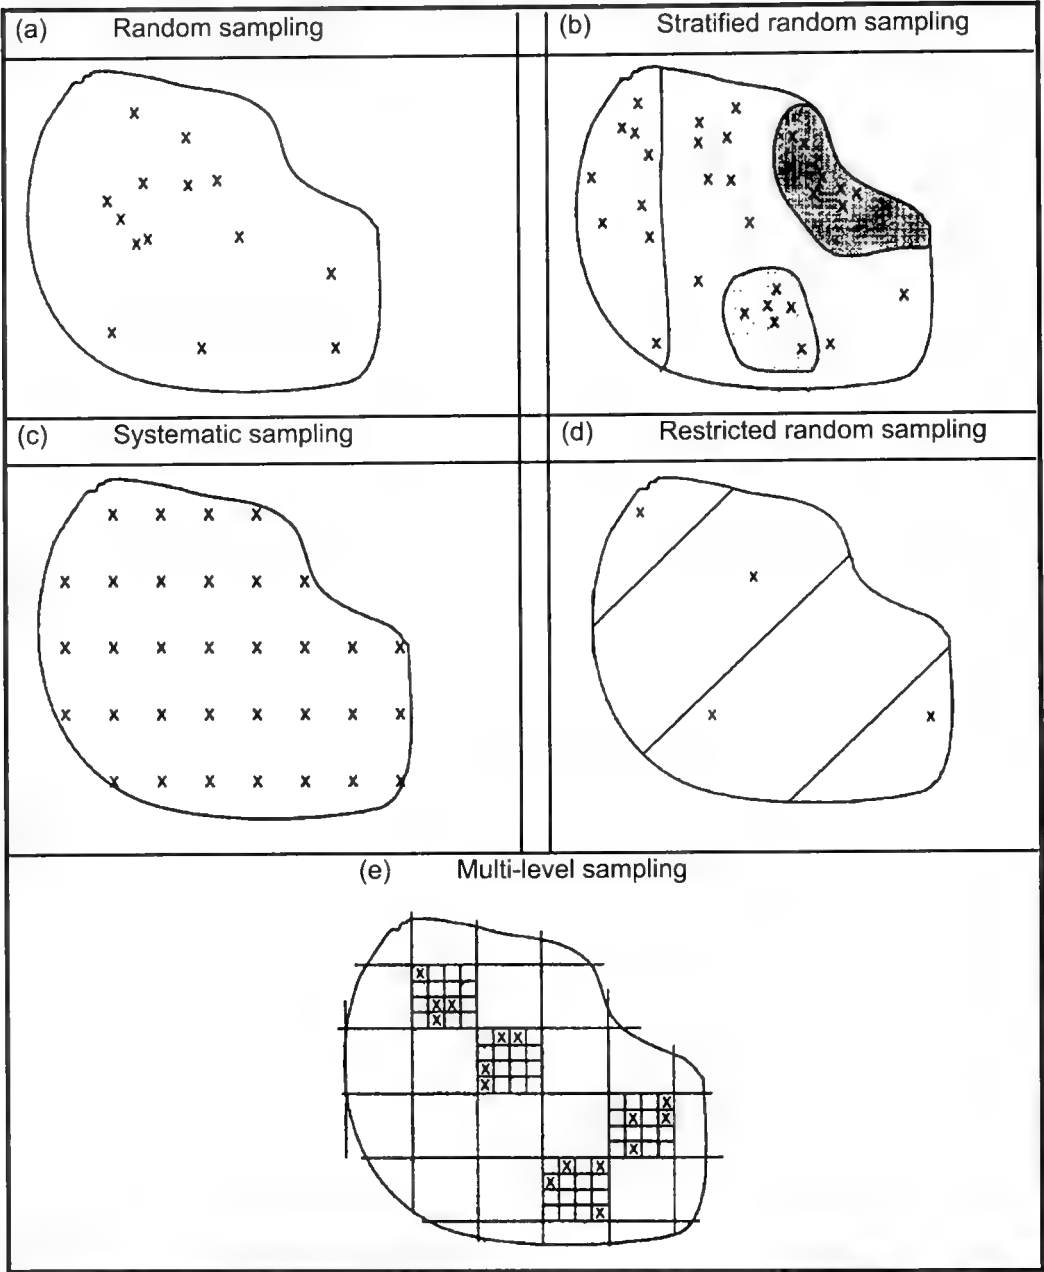 (a) Random sampling
(b) Stratified random sampling
(c) Systematic sampling
(d) Restricted random sampling
(e) Multi-level sampling